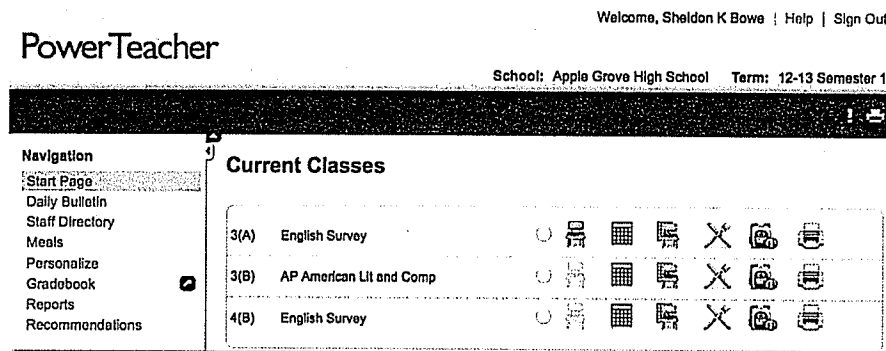 Welcome, Sheldon K Bowe | Help | Sign Out
PowerTeacher
School: Apple Grove High School Term: 12-13 Semester 1
Navigation
Start Page
Daily Bulletin
Staff Directory
Meals
Personalize
Gradebook
Reports
Recommendations
Current Classes
3(A) English Survey
3(B) AP American Lit and Comp
4(B) English Survey